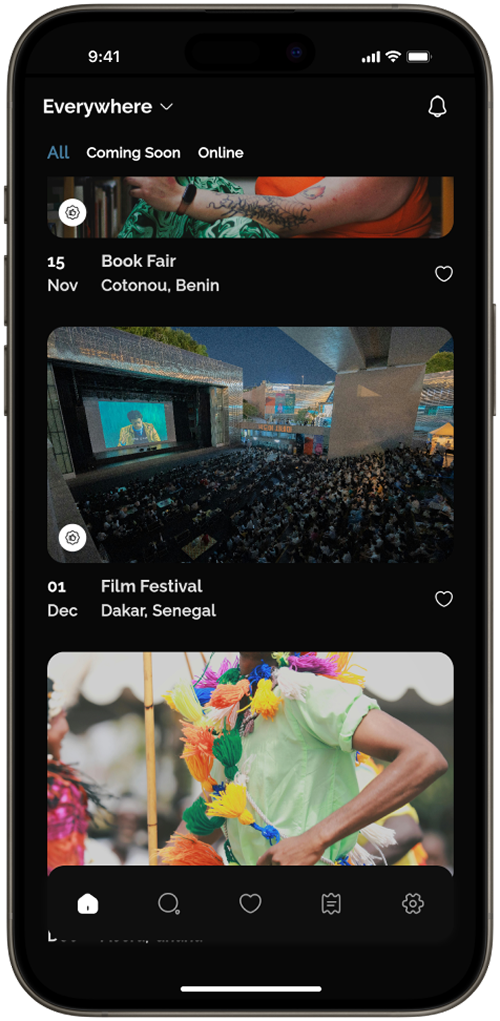 9:41
Everywhere
All Coming Soon Online
15 Book Fair
Nov Cotonou, Benin
01 Film Festival
Dec Dakar, Senegal